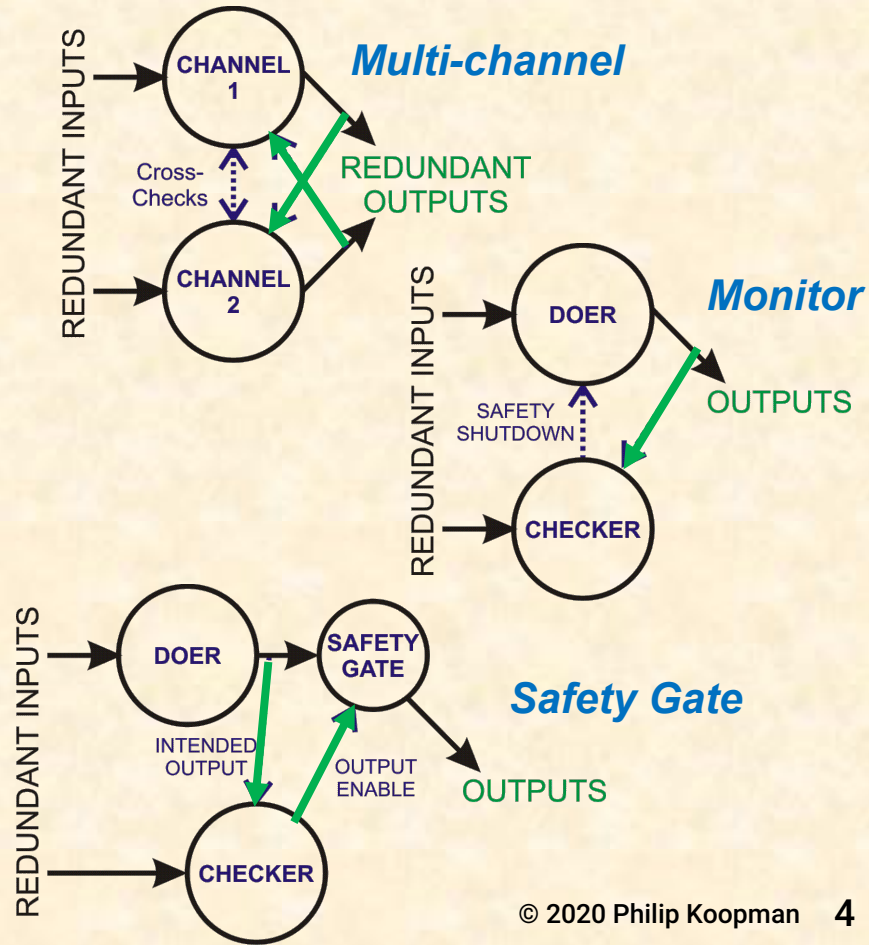 Multi-channel
REDUNDANT INPUTS
CHANNEL
1
Cross-
Checks
REDUNDANT
OUTPUTS
CHANNEL
2
Monitor
REDUNDANT INPUTS
DOER
OUTPUTS
SAFETY
SHUTDOWN
CHECKER
REDUNDANT INPUTS
DOER
SAFETY
GATE
Safety Gate
INTENDED
OUTPUT
OUTPUT
ENABLE
OUTPUTS
CHECKER
© 2020 Philip Koopman 4